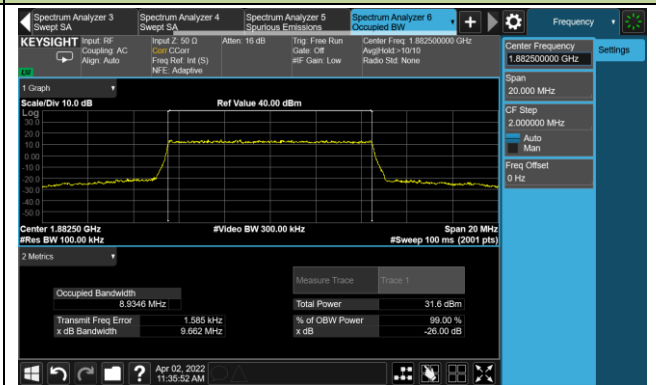 Spectrum Analyzer 3
Swept SA
Spectrum Analyzer 4
Swept SA
Spectrum Analyzer 5
Spurious Emissions
Spectrum Analyzer 6
Occupied BW
Frequency
KEYSIGHT
Input: RF
Coupling: AC
Align: Auto
Input Z: 50 Ω
Corr CCorr
Freq Ref: Int (S)
NFE: Adaptive
Atten: 16 dB
Trig: Free Run
Gate: Off
#IF Gain: Low
Center Freq: 1.882500000 GHz
Avg|Hold:>10/10
Radio Std: None
LXI
Center Frequency
1.882500000 GHz
Settings
Span
20.000 MHz
CF Step
2.000000 MHz
Auto
Man
Freq Offset
0 Hz
1 Graph
Scale/Div 10.0 dB
Ref Value 40.00 dBm
Log
30.0
20.0
10.0
0.00
-10.0
-20.0
-30.0
-40.0
-50.0
Center 1.88250 GHz
#Video BW 300.00 kHz
Span 20 MHz
#Res BW 100.00 kHz
#Sweep 100 ms (2001 pts)
2 Metrics
Measure Trace
Trace 1
Occupied Bandwidth
8.9346 MHz
Total Power
31.6 dBm
Transmit Freq Error
1.585 kHz
% of OBW Power
99.00 %
x dB Bandwidth
9.662 MHz
x dB
-26.00 dB
?
Apr 02, 2022
11:35:52 AM